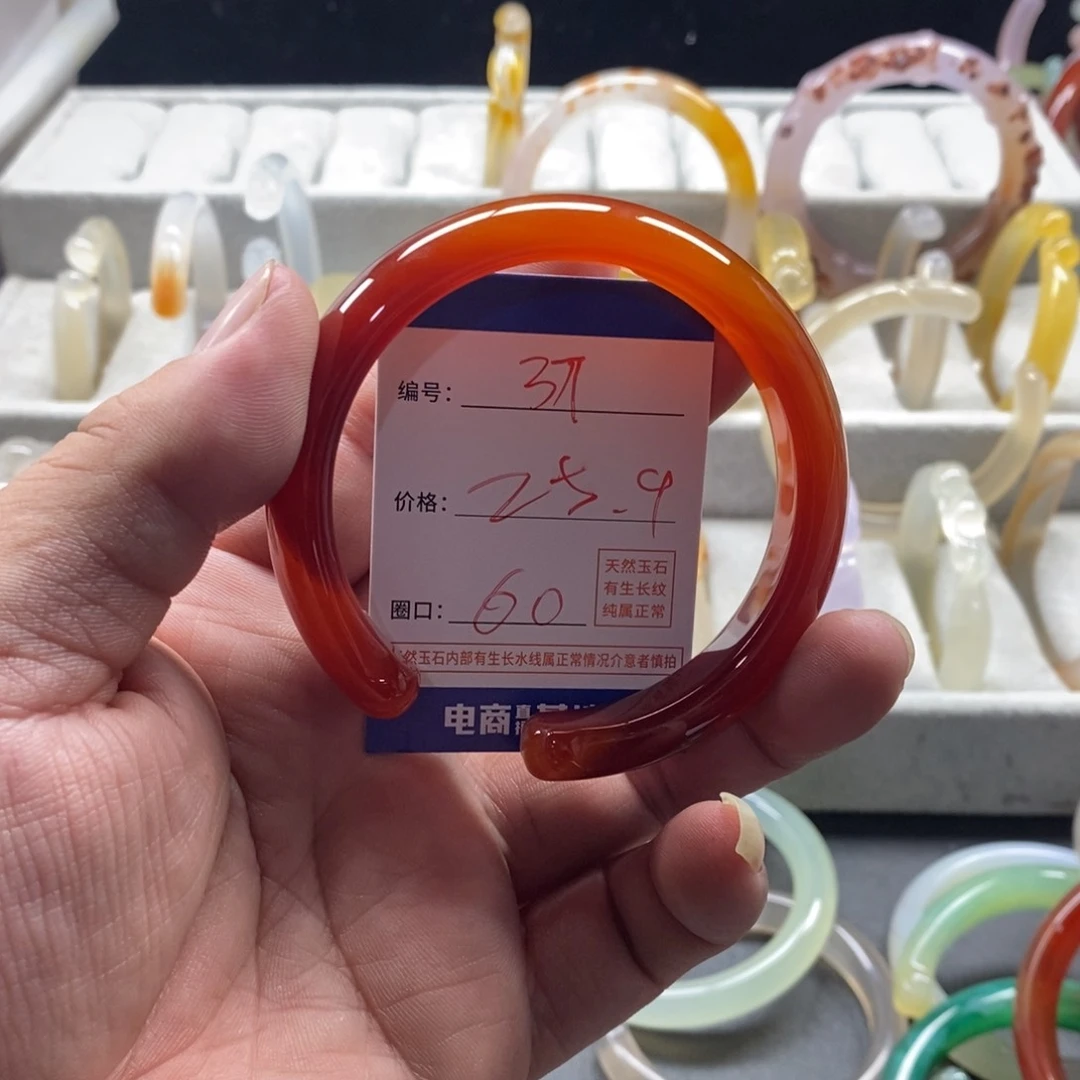 编号：
价格：25.9
圈口：60
天然玉石
有生长纹
纯属正常
然玉石内部有生长水线属正常情况介意者慎拍
电商